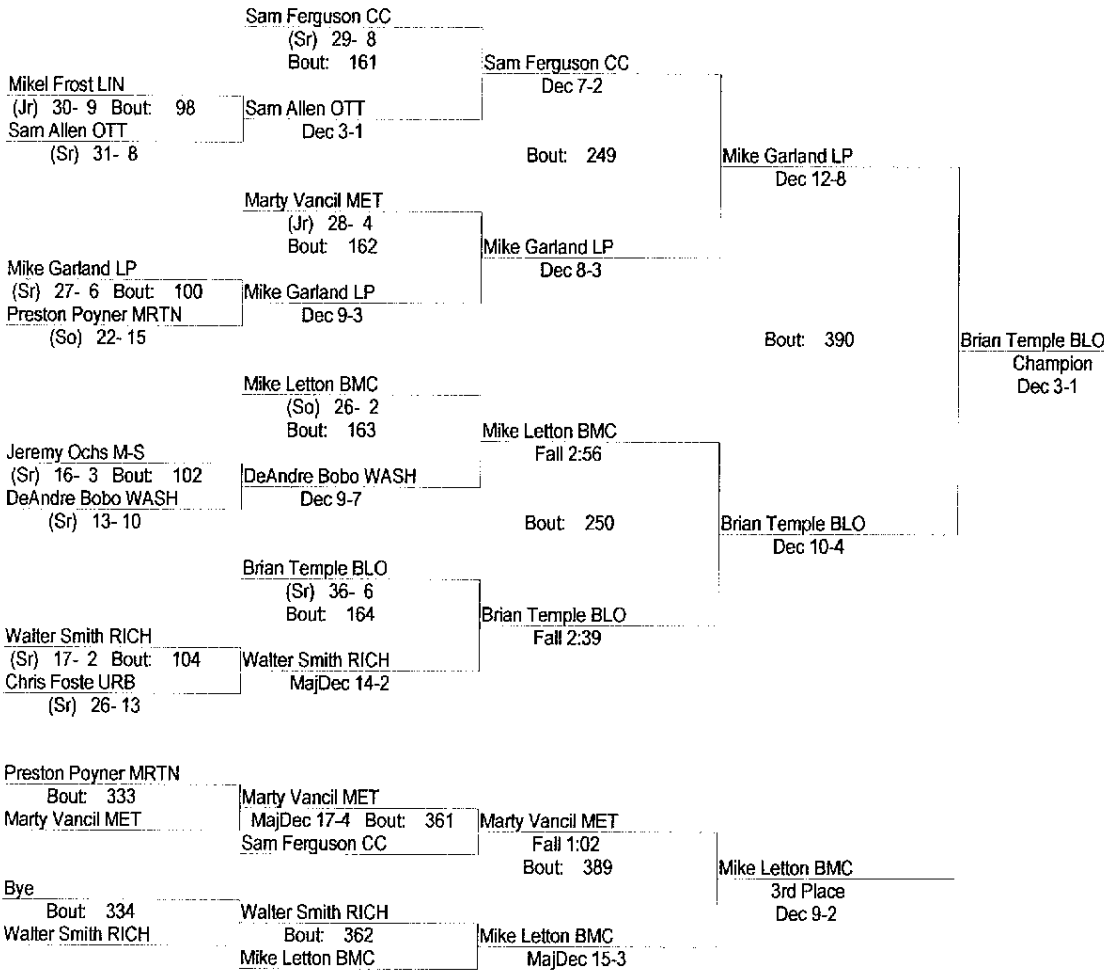 Sam Ferguson CC
(Sr) 29- 8
Bout: 161
Sam Ferguson CC
Dec 7-2
Mikel Frost LIN
(Jr) 30- 9 Bout: 98
Sam Allen OTT
Sam Allen OTT
Dec 3-1
(Sr) 31- 8
Bout: 249
Mike Garland LP
Dec 12-8
Marty Vancil MET
(Jr) 28- 4
Bout: 162
Mike Garland LP
Dec 8-3
Mike Garland LP
(Sr) 27- 6 Bout: 100
Preston Poyner MRTN
Mike Garland LP
Dec 9-3
(So) 22- 15
Bout: 390
Brian Temple BLO
Champion
Dec 3-1
Mike Letton BMC
(So) 26- 2
Bout: 163
Mike Letton BMC
Fall 2:56
Jeremy Ochs M-S
(Sr) 16- 3 Bout: 102
DeAndre Bobo WASH
DeAndre Bobo WASH
Dec 9-7
(Sr) 13- 10
Bout: 250
Brian Temple BLO
Dec 10-4
Brian Temple BLO
(Sr) 36- 6
Bout: 164
Brian Temple BLO
Fall 2:39
Walter Smith RICH
(Sr) 17- 2 Bout: 104
Chris Foste URB
Walter Smith RICH
MajDec 14-2
(Sr) 26- 13
Preston Poyner MRTN
Bout: 333
Marty Vancil MET
Marty Vancil MET
MajDec 17-4 Bout: 361
Sam Ferguson CC
Marty Vancil MET
Fall 1:02
Bout: 389
Mike Letton BMC
3rd Place
Dec 9-2
Bye
Bout: 334
Walter Smith RICH
Walter Smith RICH
Bout: 362
Mike Letton BMC
Mike Letton BMC
MajDec 15-3